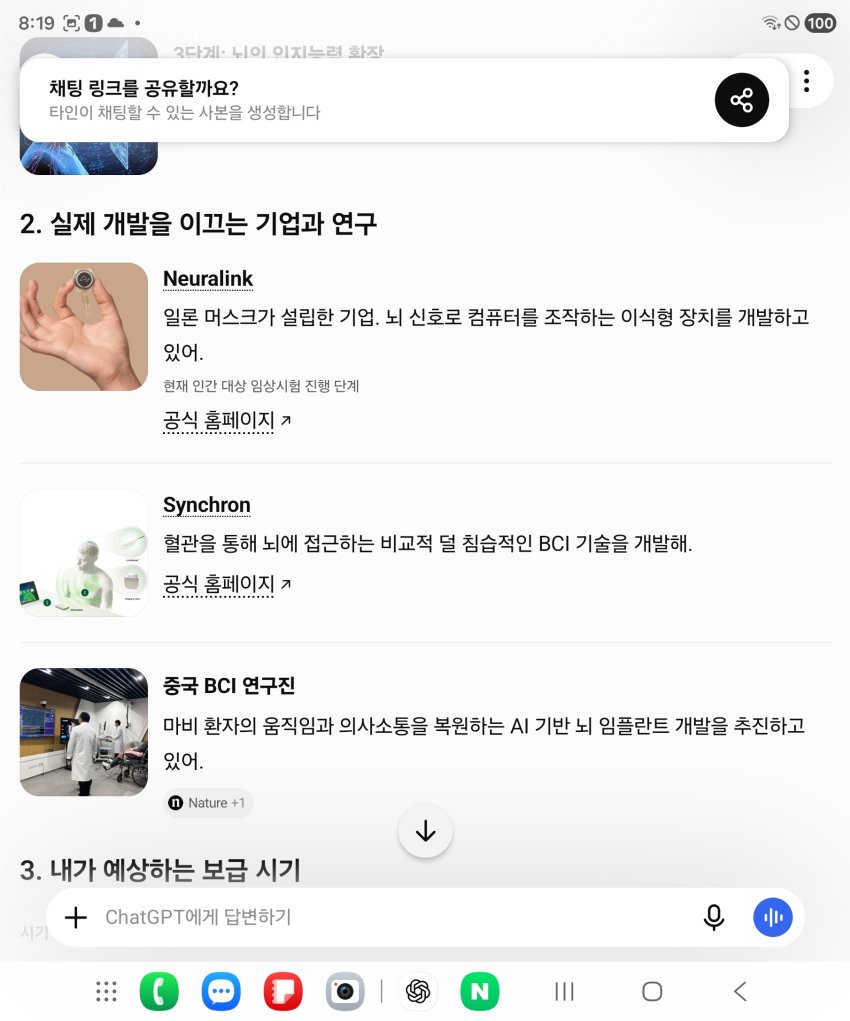 8:19
1
100
3단계: 뇌의 인지능력 확장
채팅 링크를 공유할까요?
타인이 채팅할 수 있는 사본을 생성합니다
2. 실제 개발을 이끄는 기업과 연구
Neuralink
일론 머스크가 설립한 기업. 뇌 신호로 컴퓨터를 조작하는 이식형 장치를 개발하고
있어.
현재 인간 대상 임상시험 진행 단계
공식 홈페이지
Synchron
혈관을 통해 뇌에 접근하는 비교적 덜 침습적인 BCI 기술을 개발해.
공식 홈페이지
중국 BCI 연구진
마비 환자의 움직임과 의사소통을 복원하는 AI 기반 뇌 임플란트 개발을 추진하고
있어.
n Nature +1
3. 내가 예상하는 보급 시기
시기
ChatGPT에게 답변하기
N